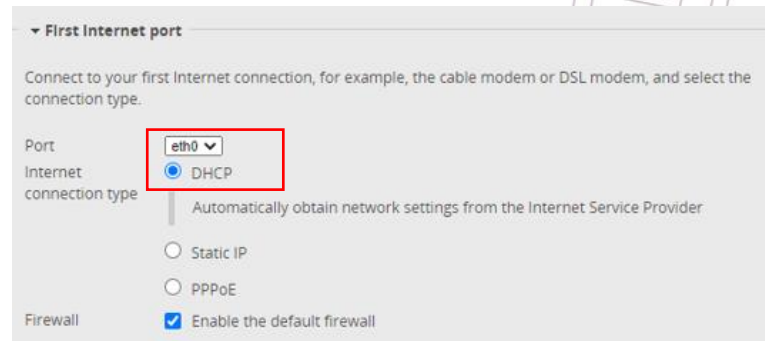 First Internet port
Connect to your first Internet connection, for example, the cable modem or DSL modem, and select the
connection type.
Port eth0
Internet DHCP
connection type
Automatically obtain network settings from the Internet Service Provider
Static IP
PPPoE
Firewall Enable the default firewall